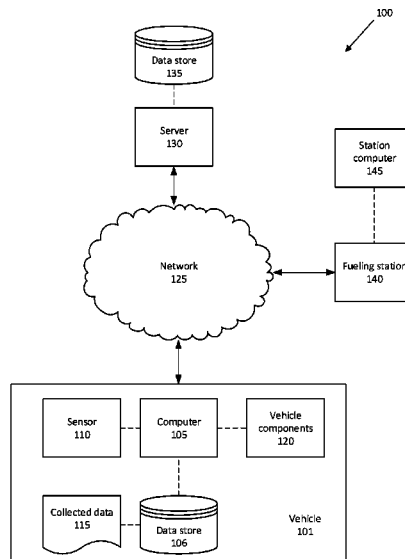 100
Data store
135
Server
130
Station
computer
145
Network
125
Fueling station
140
Sensor
110
Computer
105
Vehicle
components
120
Collected data
115
Data store
106
Vehicle
101